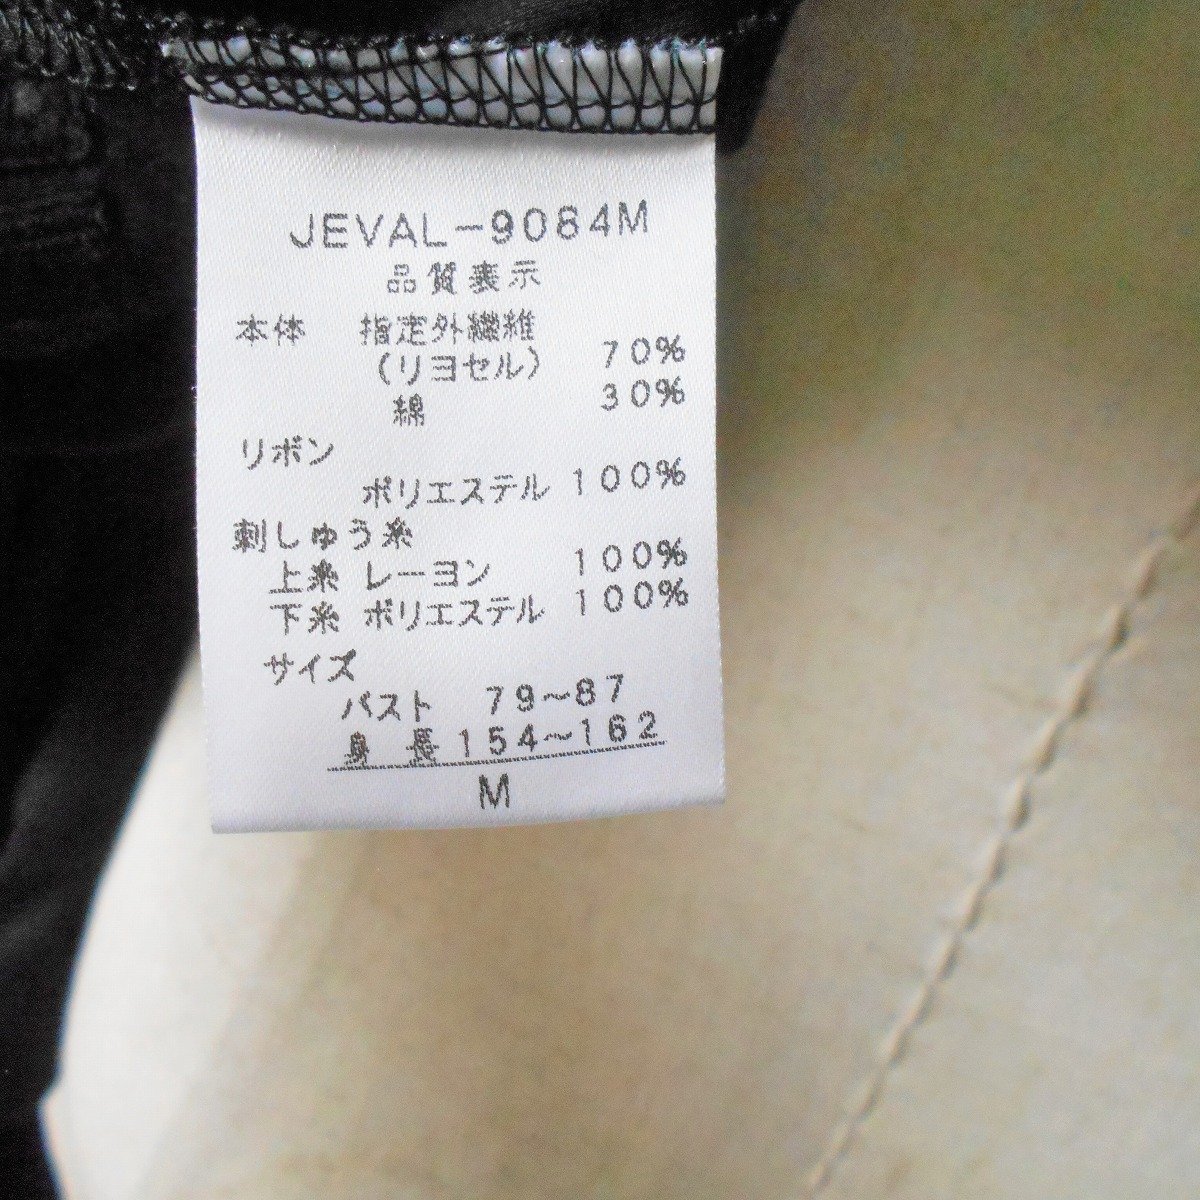 JEVAL-9084M
品質表示
本体 指定外繊維
(リヨセル) 70%
綿 30%
リボン
ポリエステル 100%
刺しゅう糸
上糸 レーヨン 100%
下糸 ポリエステル 100%
サイズ
バスト 79~87
身長 154~162
M